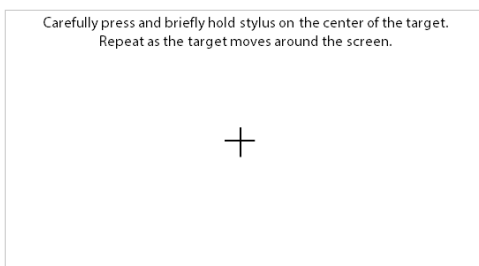 Carefully press and briefly hold stylus on the center of the target.
Repeat as the target moves around the screen.